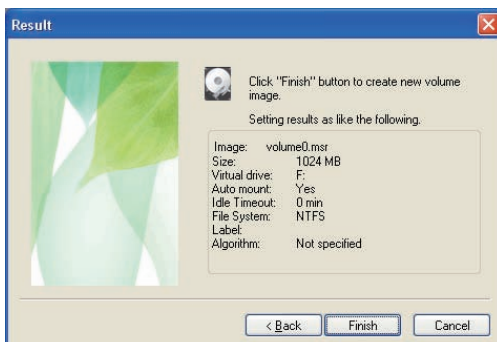 Result
Click "Finish" button to create new volume
image.
Setting results as like the following.
Image: volume0.msr
Size: 1024 MB
Virtual drive: F:
Auto mount: Yes
Idle Timeout: 0 min
File System: NTFS
Label:
Algorithm: Not specified
< Back Finish Cancel